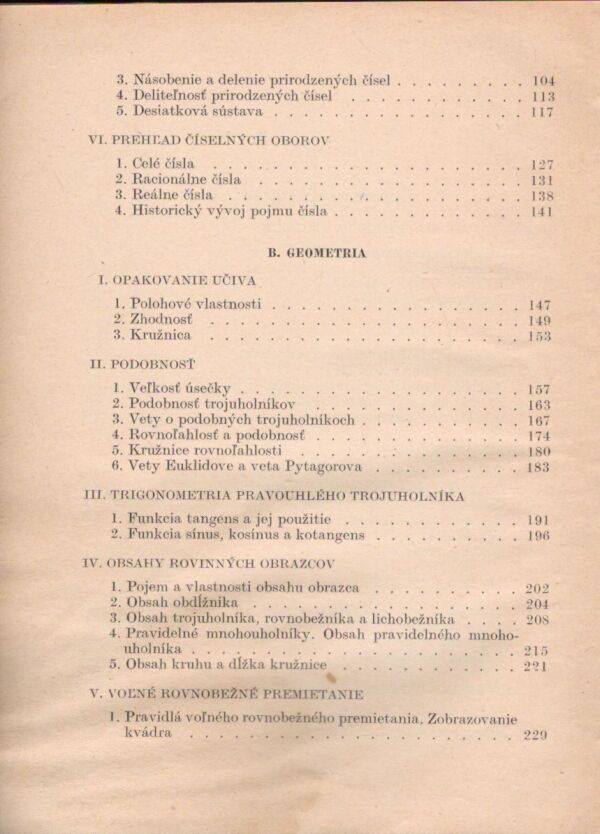 3. Násobenie a delenie prirodzených čísel . . . . . . . . . . 104
4. Deliteľnosť prirodzených čísel . . . . . . . . . . . . 113
5. Desiatková sústava . . . . . . . . . . . . . . . . 117
VI. PREHĽAD ČÍSELNÝCH OBOROV
1. Celé čísla . . . . . . . . . . . . . . . . . . . 127
2. Racionálne čísla . . . . . . . . . . . . . . . . . 131
3. Reálne čísla . . . . . . . . . . . . . . . . . . 138
4. Historický vývoj pojmu čísla . . . . . . . . . . . . . 141
B. GEOMETRIA
I. OPAKOVANIE UČIVA
1. Polohové vlastnosti . . . . . . . . . . . . . . . . 147
2. Zhodnosť . . . . . . . . . . . . . . . . . . . 149
3. Kružnica . . . . . . . . . . . . . . . . . . . 153
II. PODOBNOSŤ
1. Veľkosť úsečky . . . . . . . . . . . . . . . . . . 157
2. Podobnosť trojuholníkov . . . . . . . . . . . . . . 163
3. Vety o podobných trojuholníkoch . . . . . . . . . . . . 167
4. Rovnoľahlosť a podobnosť . . . . . . . . . . . . . . 174
5. Kružnice rovnoľahlosti . . . . . . . . . . . . . . . 180
6. Vety Euklidove a veta Pytagorova . . . . . . . . . . . 183
III. TRIGONOMETRIA PRAVOUHLÉHO TROJUHOLNÍKA
1. Funkcia tangens a jej použitie . . . . . . . . . . . . 191
2. Funkcia sínus, kosínus a kotangens . . . . . . . . . . . 196
IV. OBSAHY ROVINNÝCH OBRAZCOV
1. Pojem a vlastnosti obsahu obrazca . . . . . . . . . . . 202
2. Obsah obdĺžnika . . . . . . . . . . . . . . . . . 204
3. Obsah trojuholníka, rovnobežníka a lichobežníka . . . . 208
4. Pravidelné mnohouholníky. Obsah pravidelného mnoho-
uholníka . . . . . . . . . . . . . . . . . . . . 215
5. Obsah kruhu a dĺžka kružnice . . . . . . . . . . . . 221
V. VOĽNÉ ROVNOBEŽNÉ PREMIETANIE
1. Pravidlá voľného rovnobežného premietania. Zobrazovanie
kvádra . . . . . . . . . . . . . . . . . . . . 229